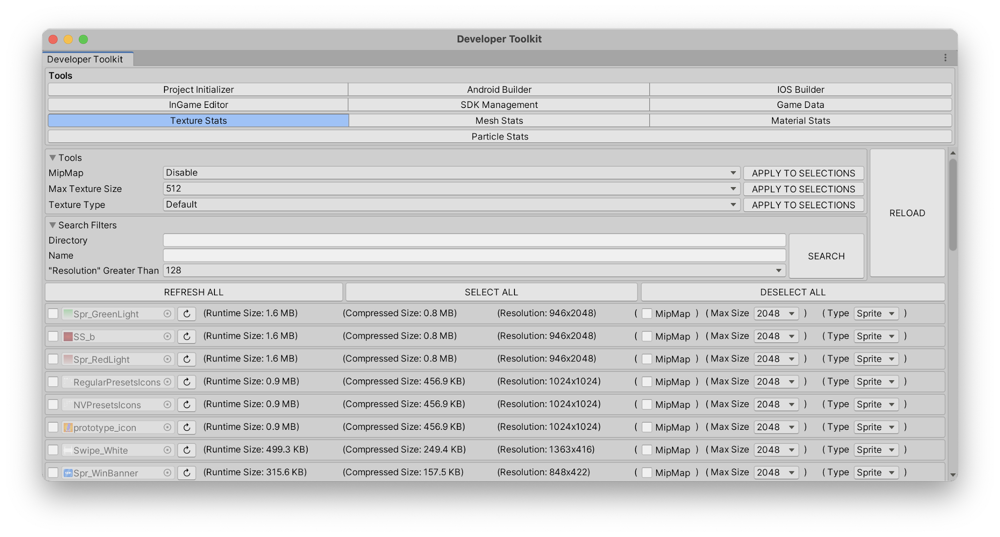 Developer Toolkit
Developer Toolkit
Tools
Project Initializer Android Builder IOS Builder
InGame Editor SDK Management Game Data
Texture Stats Mesh Stats Material Stats
Particle Stats
Tools
MipMap Disable APPLY TO SELECTIONS
Max Texture Size 512 APPLY TO SELECTIONS
Texture Type Default APPLY TO SELECTIONS
RELOAD
Search Filters
Directory
Name
SEARCH
"Resolution" Greater Than 128
REFRESH ALL SELECT ALL DESELECT ALL
Spr_GreenLight (Runtime Size: 1.6 MB) (Compressed Size: 0.8 MB) (Resolution: 946x2048) ( MipMap ) ( Max Size 2048 ) ( Type Sprite )
SS_b (Runtime Size: 1.6 MB) (Compressed Size: 0.8 MB) (Resolution: 946x2048) ( MipMap ) ( Max Size 2048 ) ( Type Sprite )
Spr_RedLight (Runtime Size: 1.6 MB) (Compressed Size: 0.8 MB) (Resolution: 946x2048) ( MipMap ) ( Max Size 2048 ) ( Type Sprite )
RegularPresetsIcons (Runtime Size: 0.9 MB) (Compressed Size: 456.9 KB) (Resolution: 1024x1024) ( MipMap ) ( Max Size 2048 ) ( Type Sprite )
NVPresetsIcons (Runtime Size: 0.9 MB) (Compressed Size: 456.9 KB) (Resolution: 1024x1024) ( MipMap ) ( Max Size 2048 ) ( Type Sprite )
prototype_icon (Runtime Size: 0.9 MB) (Compressed Size: 456.9 KB) (Resolution: 1024x1024) ( MipMap ) ( Max Size 2048 ) ( Type Sprite )
Swipe_White (Runtime Size: 499.3 KB) (Compressed Size: 249.4 KB) (Resolution: 1363x416) ( MipMap ) ( Max Size 2048 ) ( Type Sprite )
Spr_WinBanner (Runtime Size: 315.6 KB) (Compressed Size: 157.5 KB) (Resolution: 848x422) ( MipMap ) ( Max Size 2048 ) ( Type Sprite )